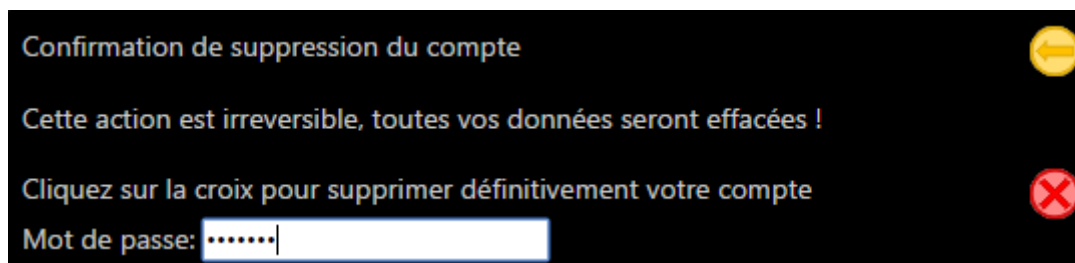 Confirmation de suppression du compte
Cette action est irreversible, toutes vos données seront effacées !
Cliquez sur la croix pour supprimer définitivement votre compte
Mot de passe: •••••••